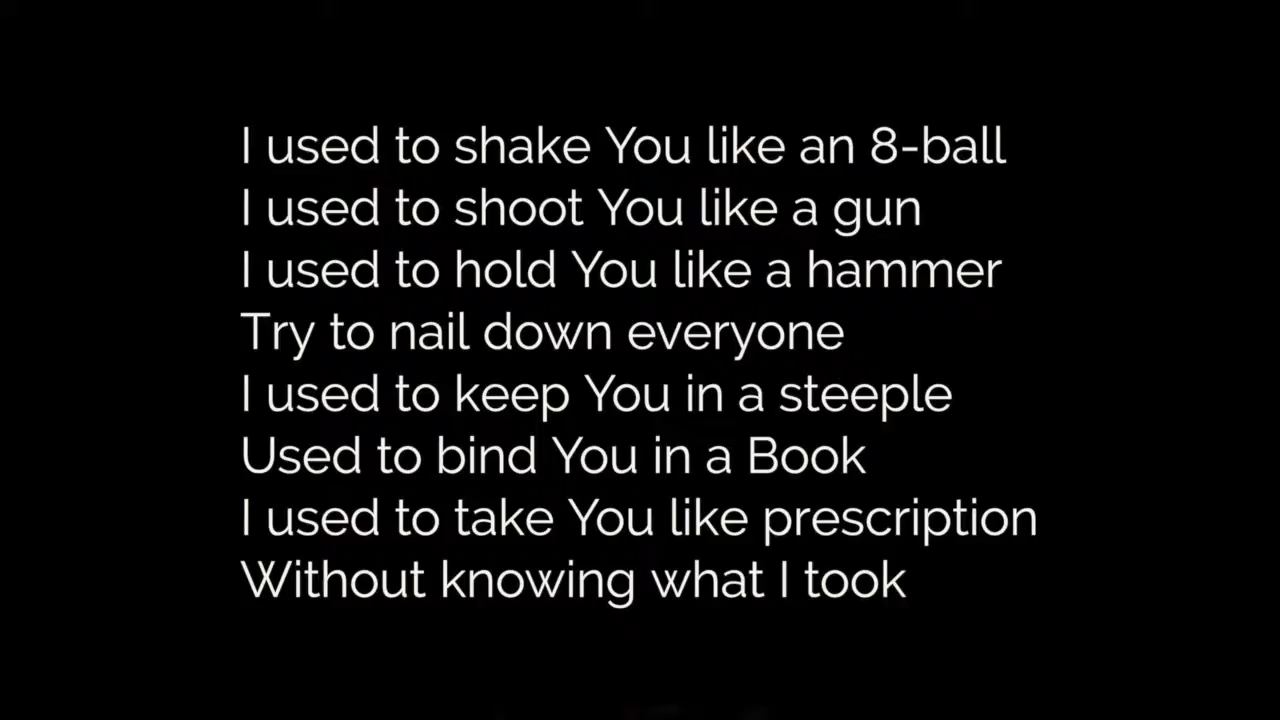 I used to shake You like an 8-ball
I used to shoot You like a gun
I used to hold You like a hammer
Try to nail down everyone
I used to keep You in a steeple
Used to bind You in a Book
I used to take You like prescription
Without knowing what I took